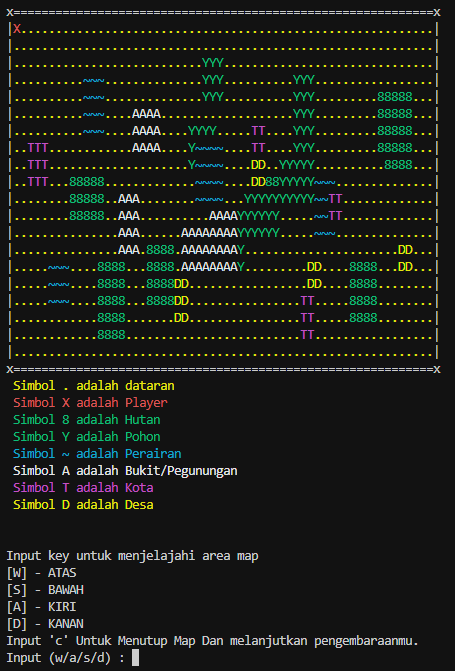 x============================================================x
|X...........................................................|
|............................................................|
|...........................YYY..............................|
|..........~~~..............YYY..........YYY.................|
|..........~~~..............YYY..........YYY.........88888...|
|..........~~~....AAAA...................YYY.........88888...|
|..........~~~....AAAA....YYYY.....TT....YYY.........88888...|
|..TTT............AAAA....Y~~~~....TT....YYY.........88888...|
|..TTT....................Y~~~~....DD..YYYYY..........8888...|
|..TTT...88888.............~~~~....DD88YYYYY~~~..............|
|........88888..AAA........~~~~...YYYYYYYYYY~~TT.............|
|........88888..AAA..........AAAAYYYYYY.....~~TT.............|
|...............AAA......AAAAAAAAYYYYYY.....~~~..............|
|...............AAA.8888.AAAAAAAAY......................DD...|
|.....~~~....8888...8888.AAAAAAAAY.........DD....8888...DD...|
|.....~~~....8888...8888DD.................DD....8888........|
|.....~~~....8888...8888DD................TT.....8888........|
|............8888.......DD................TT.....8888........|
|............8888.........................TT.................|
|............................................................|
x============================================================x
Simbol . adalah dataran
Simbol X adalah Player
Simbol 8 adalah Hutan
Simbol Y adalah Pohon
Simbol ~ adalah Perairan
Simbol A adalah Bukit/Pegunungan
Simbol T adalah Kota
Simbol D adalah Desa
Input key untuk menjelajahi area map
[W] - ATAS
[S] - BAWAH
[A] - KIRI
[D] - KANAN
Input 'c' Untuk Menutup Map Dan melanjutkan pengembaraanmu.
Input (w/a/s/d) :